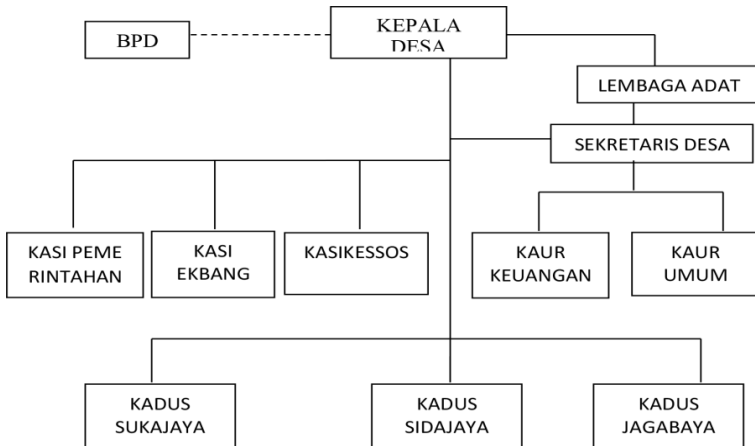 KEPALA
DESA
BPD
LEMBAGA ADAT
SEKRETARIS DESA
KASI PEME
RINTAHAN
KASI
EKBANG
KASIKESSOS
KAUR
KEUANGAN
KAUR
UMUM
KADUS
SUKAJAYA
KADUS
SIDAJAYA
KADUS
JAGABAYA